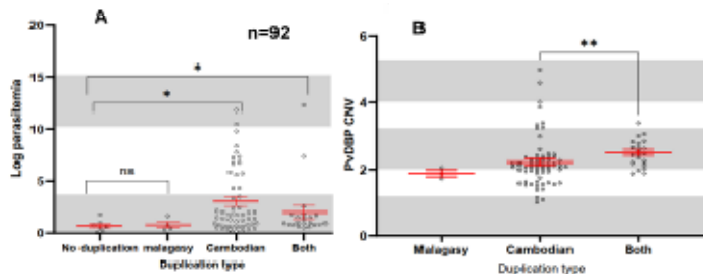 A
n=92
20
15
10
5
0
Log parasitemia
*
*
ns
No-duplication malagasy Cambodian Both
Duplication type
B
6
4
2
0
PvDBP CNV
**
Malagasy Cambodian Both
Duplication type